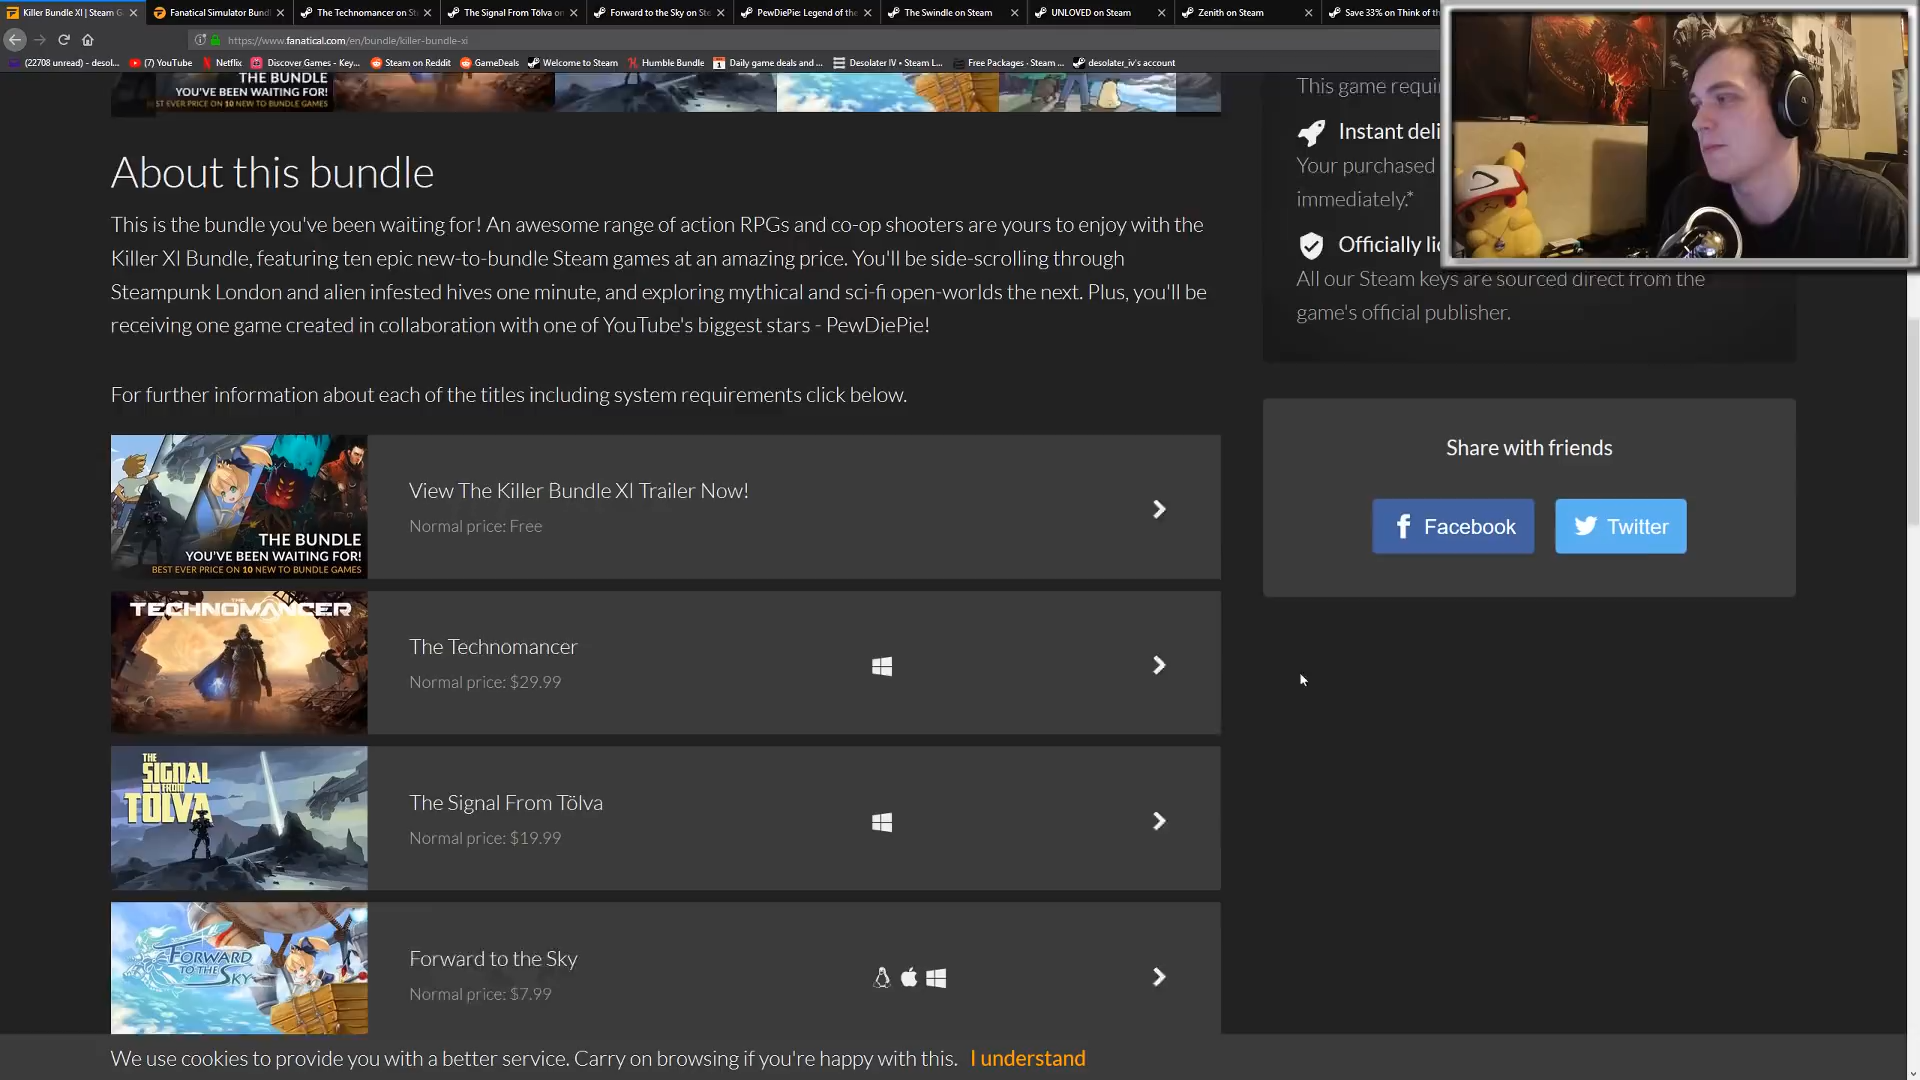 Killer Bundle XI | Steam G
Fanatical Simulator Bund
The Technomancer on St
The Signal From Tölva on
Forward to the Sky on Ste
PewDiePie: Legend of the
The Swindle on Steam
UNLOVED on Steam
Zenith on Steam
Save 33% on Think of th
https://www.fanatical.com/en/bundle/killer-bundle-xi
(22708 unread) - desol...
(7) YouTube
Netflix
Discover Games - Key...
Steam on Reddit
GameDeals
Welcome to Steam
Humble Bundle
Daily game deals and ...
Desolater IV • Steam L...
Free Packages · Steam ...
desolater_iv's account
THE BUNDLE
YOU'VE BEEN WAITING FOR!
ST EVER PRICE ON 10 NEW TO BUNDLE GAMES
About this bundle
This is the bundle you've been waiting for! An awesome range of action RPGs and co-op shooters are yours to enjoy with the
Killer XI Bundle, featuring ten epic new-to-bundle Steam games at an amazing price. You'll be side-scrolling through
Steampunk London and alien infested hives one minute, and exploring mythical and sci-fi open-worlds the next. Plus, you'll be
receiving one game created in collaboration with one of YouTube's biggest stars - PewDiePie!
For further information about each of the titles including system requirements click below.
THE BUNDLE
YOU'VE BEEN WAITING FOR!
BEST EVER PRICE ON 10 NEW TO BUNDLE GAMES
View The Killer Bundle XI Trailer Now!
Normal price: Free
THE TECHNOMANCER
The Technomancer
Normal price: $29.99
THE SIGNAL FROM TÖLVA
The Signal From Tölva
Normal price: $19.99
FORWARD TO THE SKY
Forward to the Sky
Normal price: $7.99
This game requi
Instant deli
Your purchased
immediately.*
Officially li
All our Steam keys are sourced direct from the
game's official publisher.
Share with friends
Facebook
Twitter
We use cookies to provide you with a better service. Carry on browsing if you're happy with this. I understand